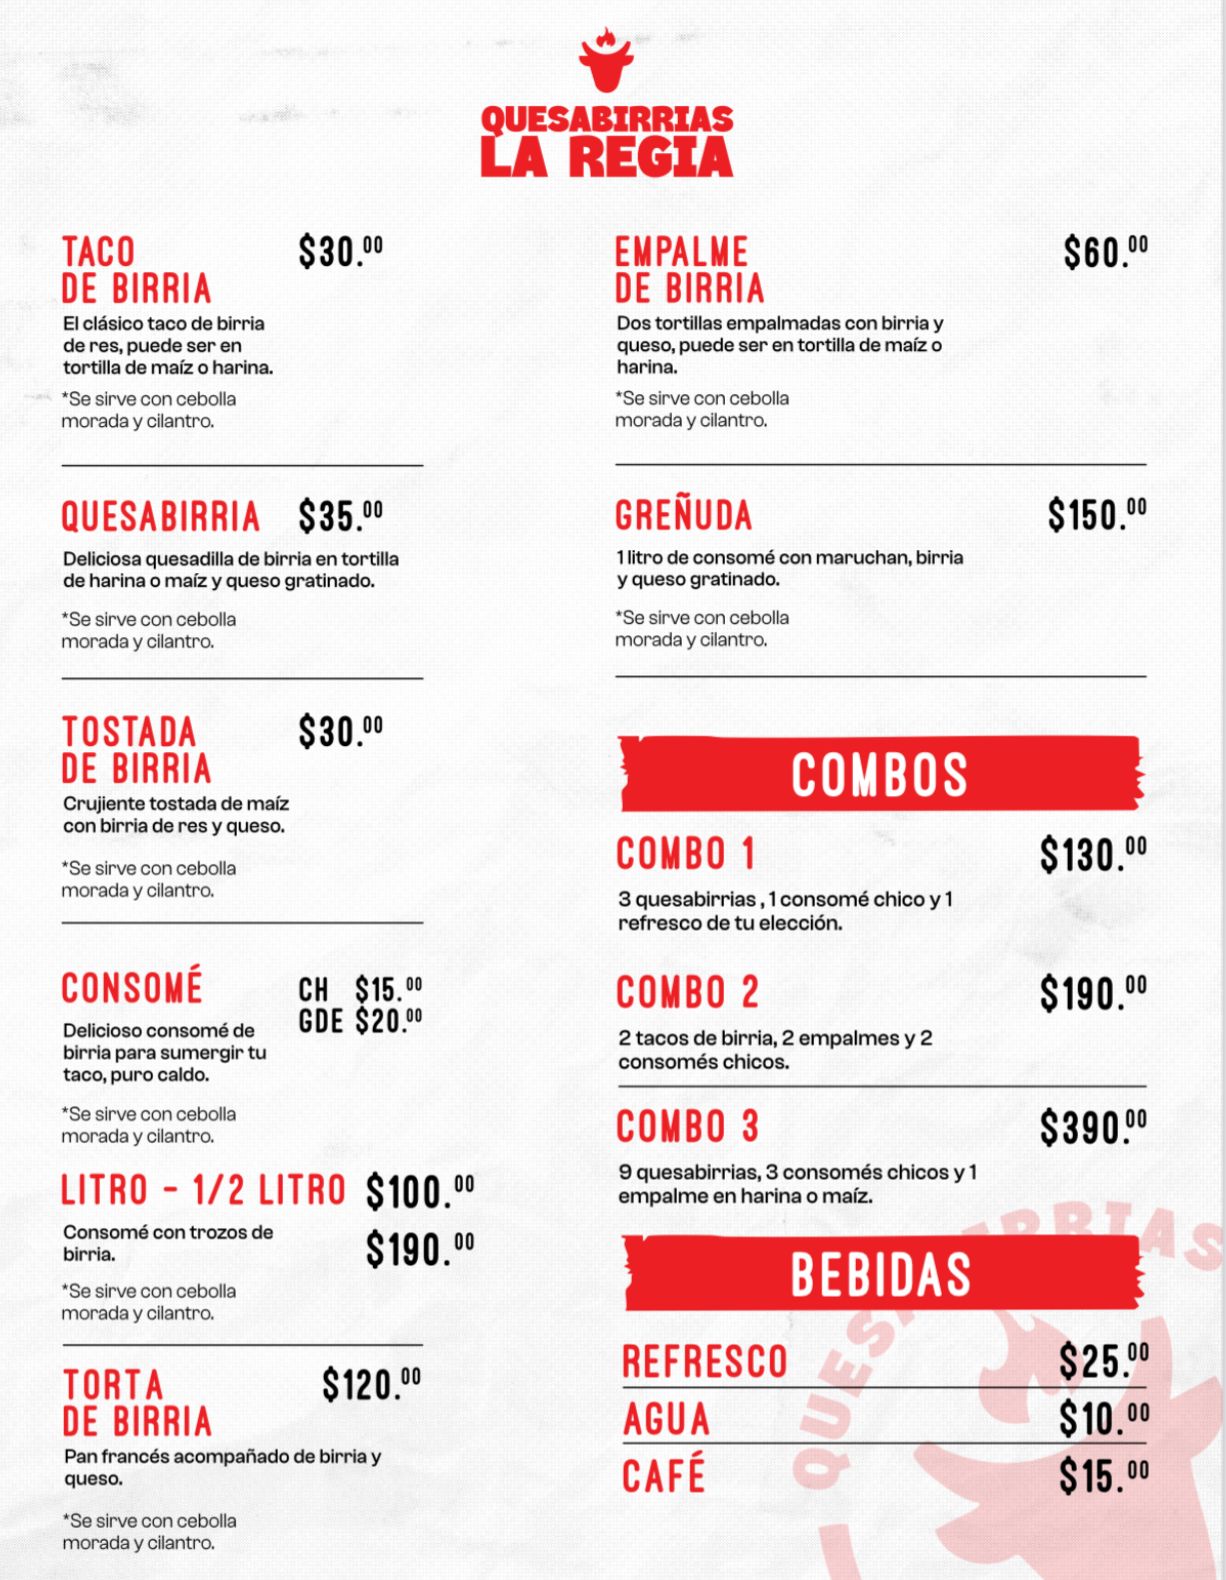 QUESABIRRIAS
LA REGIA
TACO
DE BIRRIA
$30.00
El clásico taco de birria
de res, puede ser en
tortilla de maíz o harina.
*Se sirve con cebolla
morada y cilantro.
QUESABIRRIA $35.00
Deliciosa quesadilla de birria en tortilla
de harina o maíz y queso gratinado.
*Se sirve con cebolla
morada y cilantro.
TOSTADA
DE BIRRIA
$30.00
Crujiente tostada de maíz
con birria de res y queso.
*Se sirve con cebolla
morada y cilantro.
CONSOMÉ
CH $15.00
GDE $20.00
Delicioso consomé de
birria para sumergir tu
taco, puro caldo.
*Se sirve con cebolla
morada y cilantro.
LITRO - 1/2 LITRO $100.00
$190.00
Consomé con trozos de
birria.
*Se sirve con cebolla
morada y cilantro.
TORTA
DE BIRRIA
$120.00
Pan francés acompañado de birria y
queso.
*Se sirve con cebolla
morada y cilantro.
EMPALME
DE BIRRIA
$60.00
Dos tortillas empalmadas con birria y
queso, puede ser en tortilla de maíz o
harina.
*Se sirve con cebolla
morada y cilantro.
GREÑUDA $150.00
1 litro de consomé con maruchan, birria
y queso gratinado.
*Se sirve con cebolla
morada y cilantro.
COMBOS
COMBO 1 $130.00
3 quesabirrias , 1 consomé chico y 1
refresco de tu elección.
COMBO 2 $190.00
2 tacos de birria, 2 empalmes y 2
consomés chicos.
COMBO 3 $390.00
9 quesabirrias, 3 consomés chicos y 1
empalme en harina o maíz.
BEBIDAS
REFRESCO $25.00
AGUA $10.00
CAFÉ $15.00